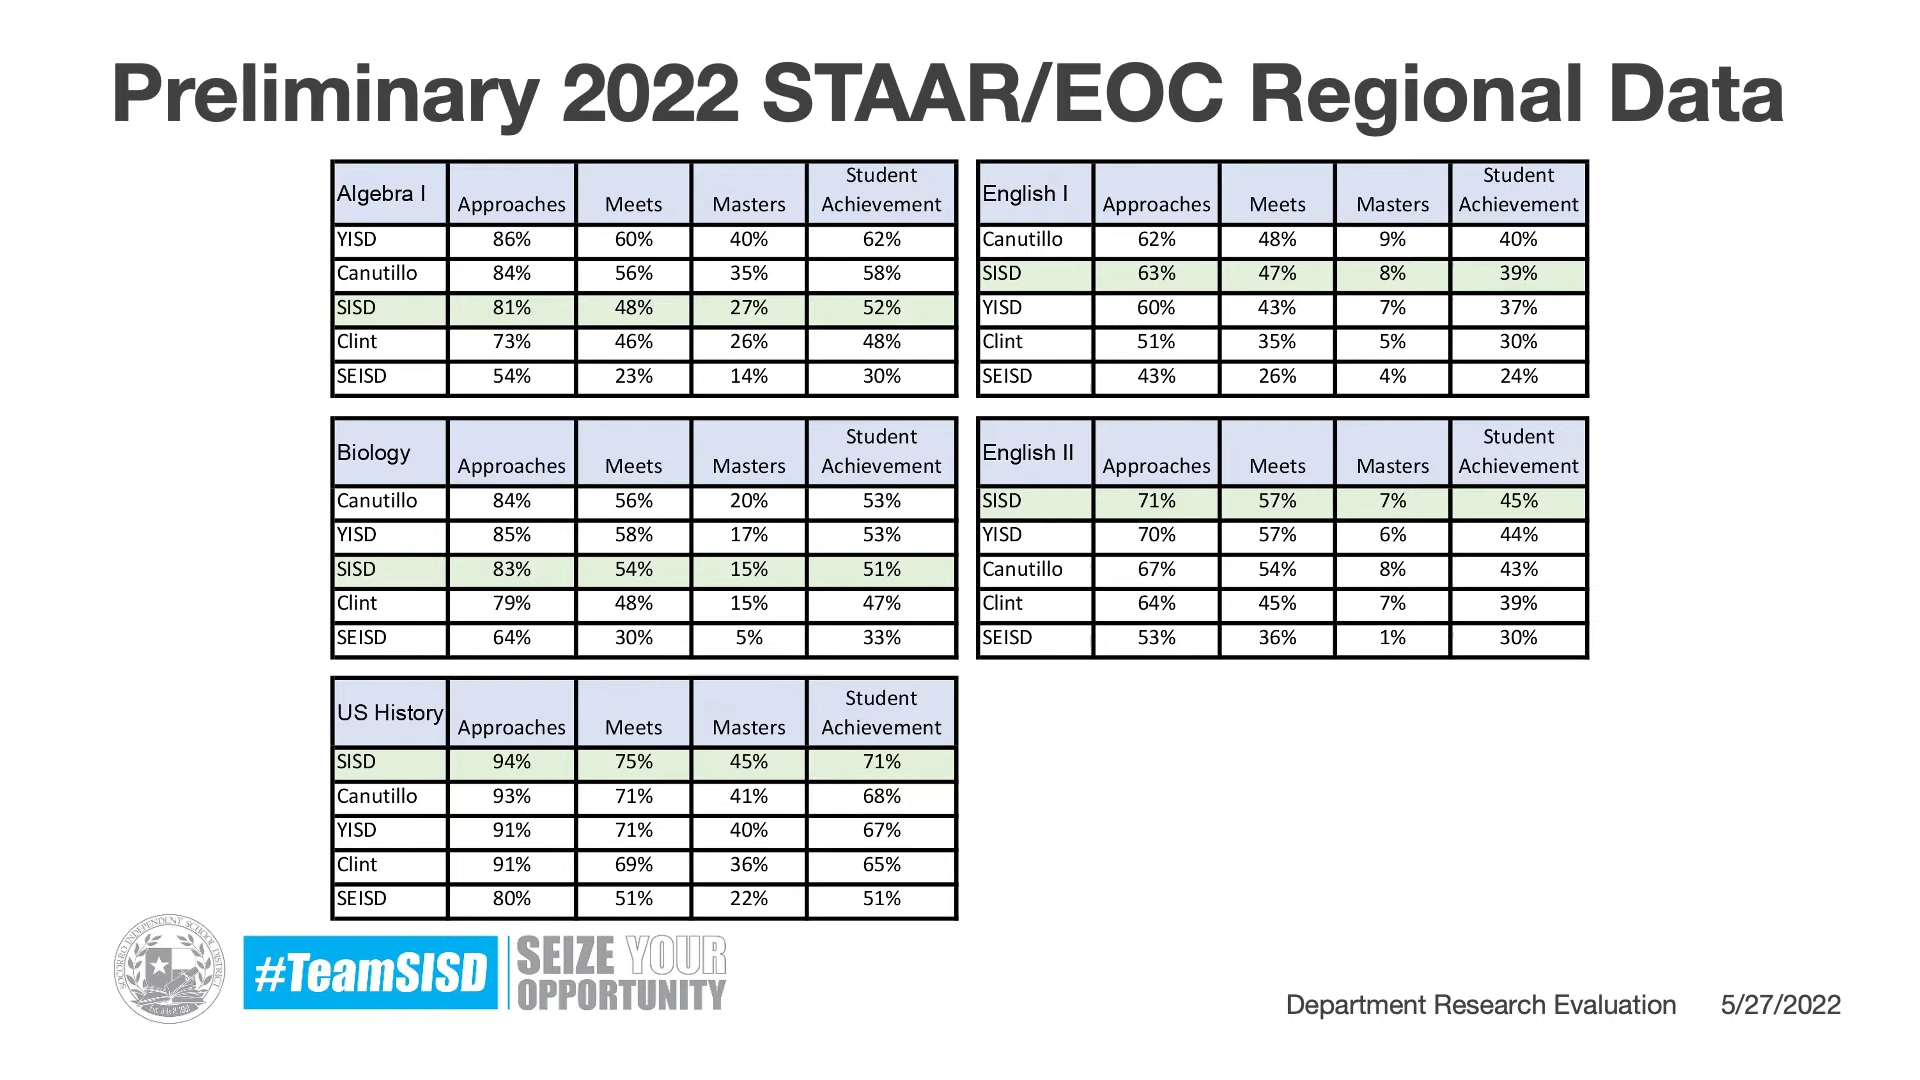 Preliminary 2022 STAAR/EOC Regional Data
Algebra I Approaches Meets Masters Student Achievement
YISD 86% 60% 40% 62%
Canutillo 84% 56% 35% 58%
SISD 81% 48% 27% 52%
Clint 73% 46% 26% 48%
SEISD 54% 23% 14% 30%
English I Approaches Meets Masters Student Achievement
Canutillo 62% 48% 9% 40%
SISD 63% 47% 8% 39%
YISD 60% 43% 7% 37%
Clint 51% 35% 5% 30%
SEISD 43% 26% 4% 24%
Biology Approaches Meets Masters Student Achievement
Canutillo 84% 56% 20% 53%
YISD 85% 58% 17% 53%
SISD 83% 54% 15% 51%
Clint 79% 48% 15% 47%
SEISD 64% 30% 5% 33%
English II Approaches Meets Masters Student Achievement
SISD 71% 57% 7% 45%
YISD 70% 57% 6% 44%
Canutillo 67% 54% 8% 43%
Clint 64% 45% 7% 39%
SEISD 53% 36% 1% 30%
US History Approaches Meets Masters Student Achievement
SISD 94% 75% 45% 71%
Canutillo 93% 71% 41% 68%
YISD 91% 71% 40% 67%
Clint 91% 69% 36% 65%
SEISD 80% 51% 22% 51%
SOCORRO INDEPENDENT SCHOOL DISTRICT
#TeamSISD
SEIZE YOUR
OPPORTUNITY
Department Research Evaluation 5/27/2022